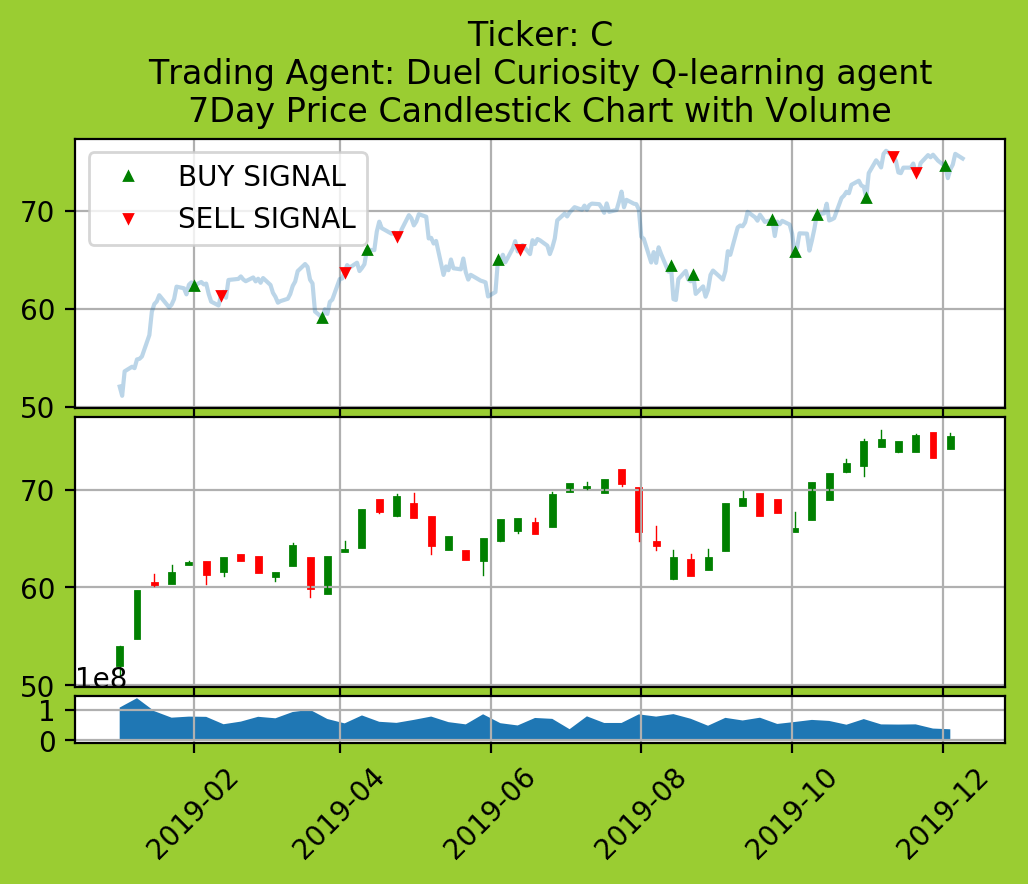 Ticker: C
Trading Agent: Duel Curiosity Q-learning agent
7Day Price Candlestick Chart with Volume
BUY SIGNAL
SELL SIGNAL
70
60
50
70
60
50
1e8
1
0
2019-02
2019-04
2019-06
2019-08
2019-10
2019-12